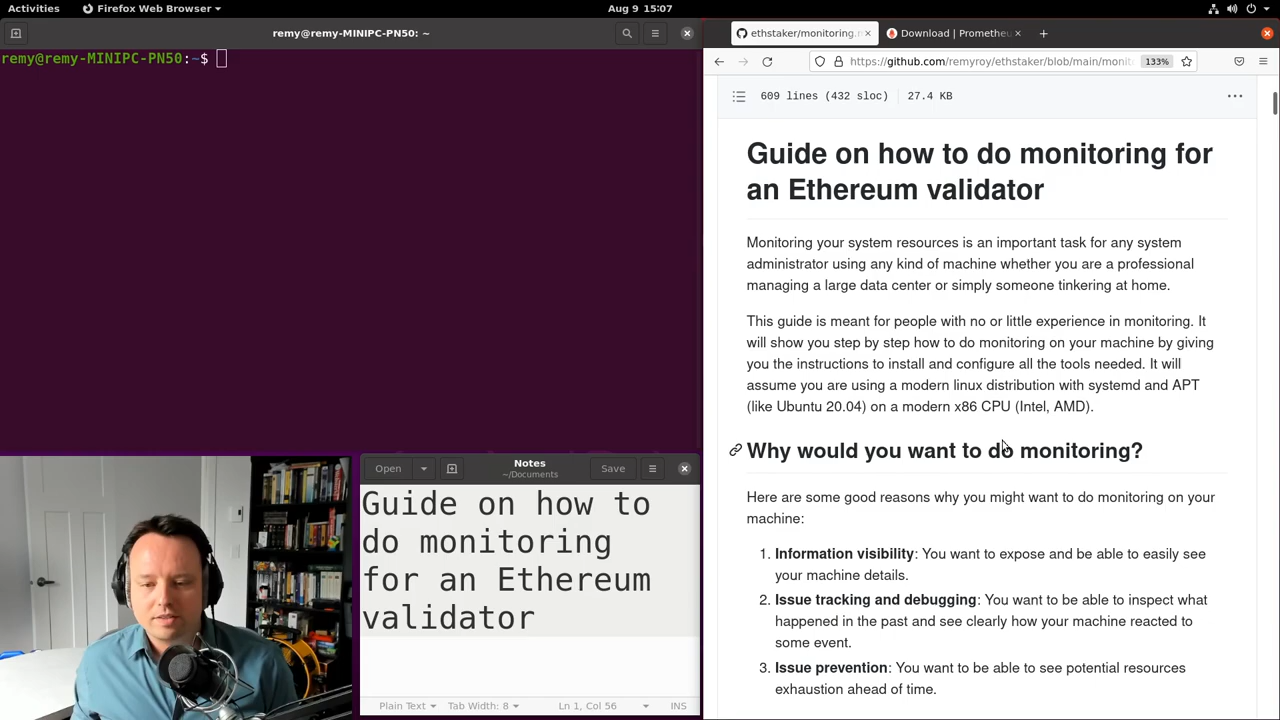 Activities
Firefox Web Browser
Aug 9 15:07
remy@remy-MINIPC-PN50: ~
remy@remy-MINIPC-PN50:~$
ethstaker/monitoring.m
Download | Prometheu
https://github.com/remyroy/ethstaker/blob/main/monit
133%
609 lines (432 sloc)
27.4 KB
Guide on how to do monitoring for
an Ethereum validator
Monitoring your system resources is an important task for any system
administrator using any kind of machine whether you are a professional
managing a large data center or simply someone tinkering at home.
This guide is meant for people with no or little experience in monitoring. It
will show you step by step how to do monitoring on your machine by giving
you the instructions to install and configure all the tools needed. It will
assume you are using a modern linux distribution with systemd and APT
(like Ubuntu 20.04) on a modern x86 CPU (Intel, AMD).
Why would you want to do monitoring?
Here are some good reasons why you might want to do monitoring on your
machine:
1. Information visibility: You want to expose and be able to easily see
your machine details.
2. Issue tracking and debugging: You want to be able to inspect what
happened in the past and see clearly how your machine reacted to
some event.
3. Issue prevention: You want to be able to see potential resources
exhaustion ahead of time.
Open
Notes
~/Documents
Save
Guide on how to
do monitoring
for an Ethereum
validator
Plain Text
Tab Width: 8
Ln 1, Col 56
INS